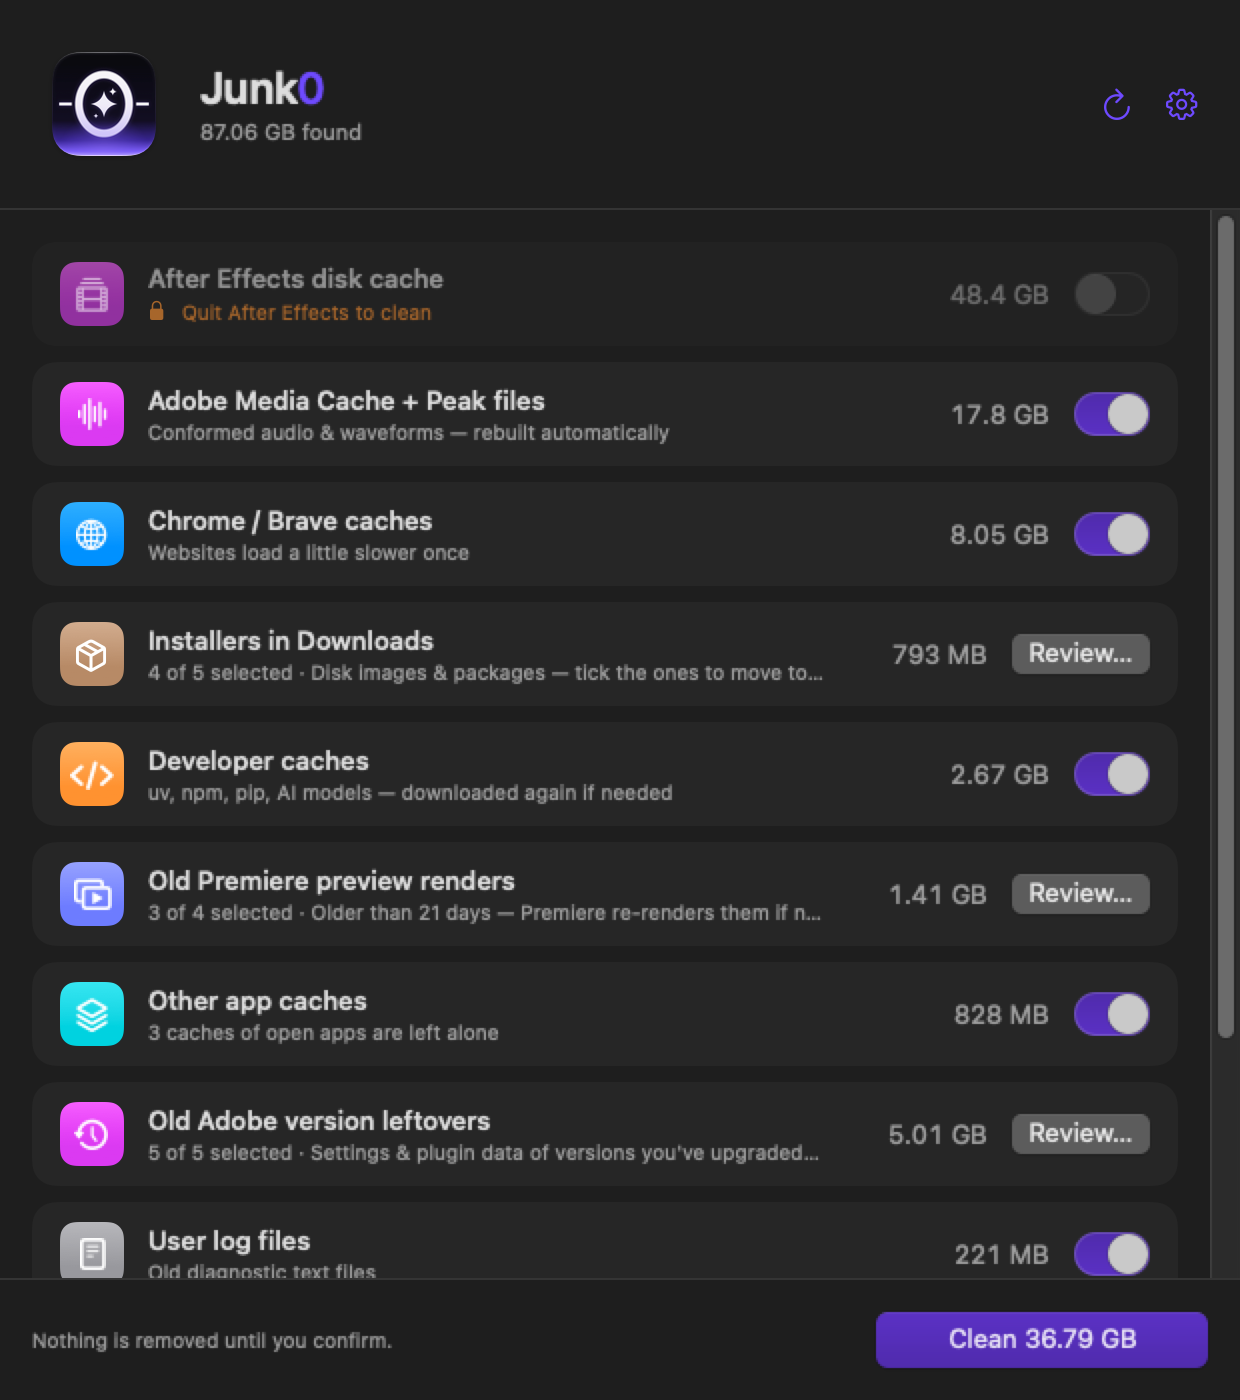 Junk0
87.06 GB found
After Effects disk cache
Quit After Effects to clean
48.4 GB
Adobe Media Cache + Peak files
Conformed audio & waveforms — rebuilt automatically
17.8 GB
Chrome / Brave caches
Websites load a little slower once
8.05 GB
Installers in Downloads
4 of 5 selected · Disk images & packages — tick the ones to move to...
793 MB
Review...
Developer caches
uv, npm, pip, AI models — downloaded again if needed
2.67 GB
Old Premiere preview renders
3 of 4 selected · Older than 21 days — Premiere re-renders them if n...
1.41 GB
Review...
Other app caches
3 caches of open apps are left alone
828 MB
Old Adobe version leftovers
5 of 5 selected · Settings & plugin data of versions you've upgraded...
5.01 GB
Review...
User log files
Old diagnostic text files
221 MB
Nothing is removed until you confirm.
Clean 36.79 GB